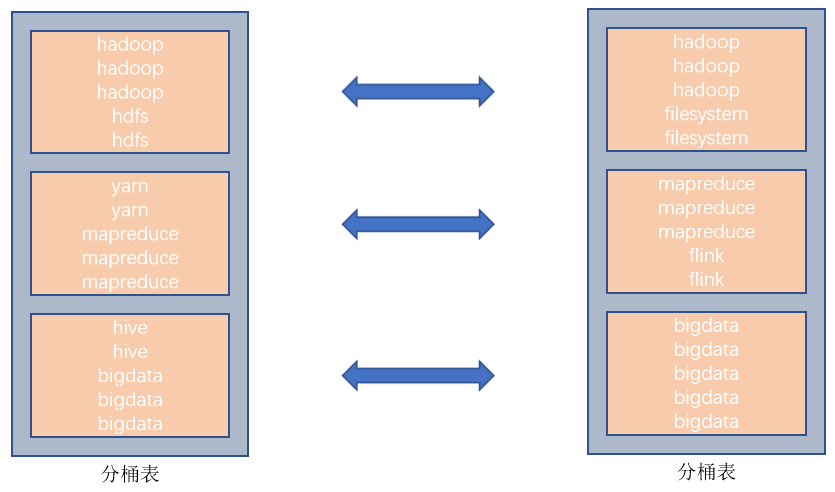 hadoop
hadoop
hadoop
hdfs
hdfs
yarn
yarn
mapreduce
mapreduce
mapreduce
hive
hive
bigdata
bigdata
bigdata
分桶表
hadoop
hadoop
hadoop
filesystem
filesystem
mapreduce
mapreduce
mapreduce
flink
flink
bigdata
bigdata
bigdata
bigdata
bigdata
分桶表